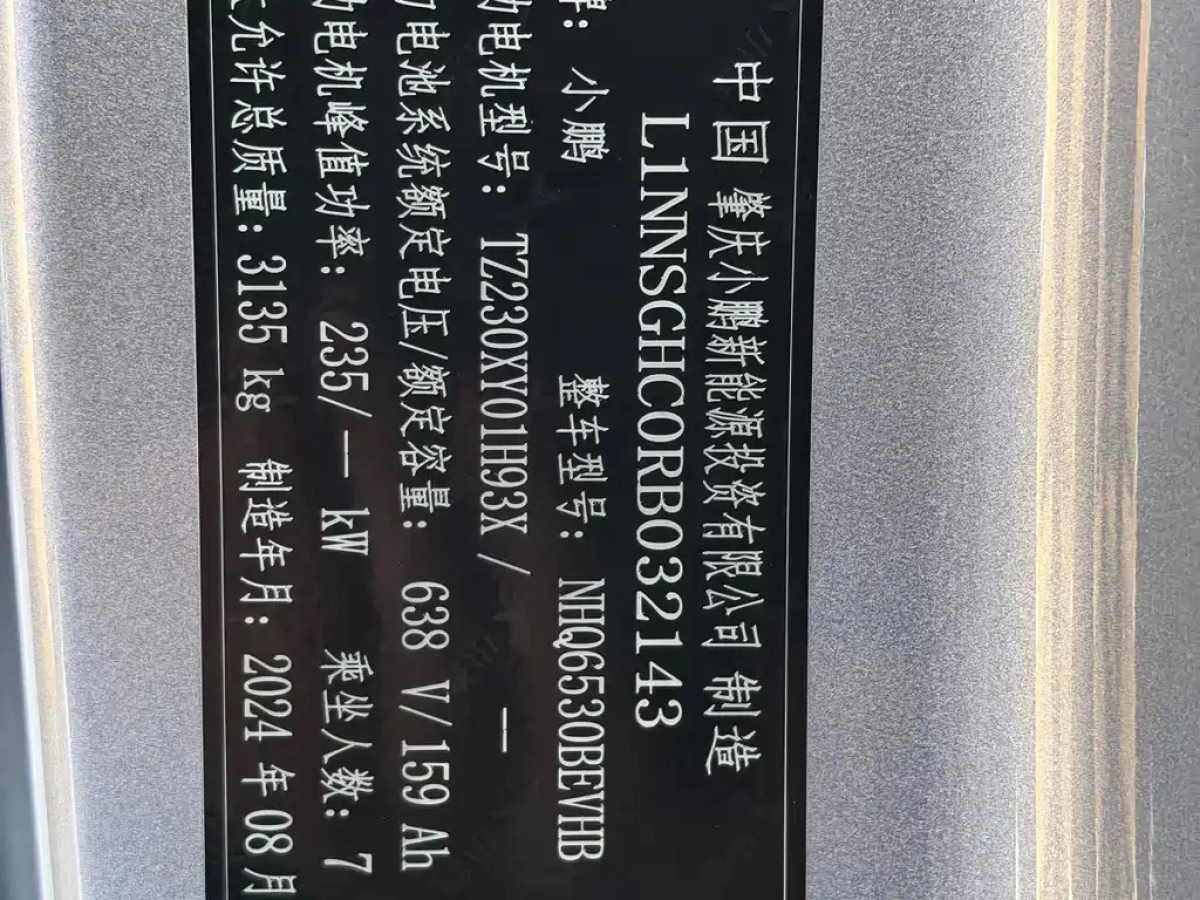 中国 肇庆小鹏新能源投资有限公司 制造
L1NNSGHC0RB032143
牌: 小鹏 整车型号: NHQ6530BEVHB
动电机型号: TZ230XY01H93X / —
力电池系统额定电压/额定容量: 638 V/159 Ah
动电机峰值功率: 235/— kW 乘坐人数: 7
大允许总质量: 3135 kg 制造年月: 2024 年 08 月